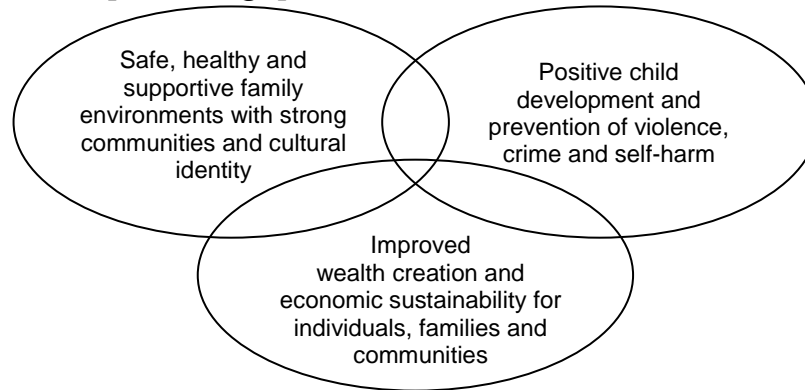 Safe, healthy and
supportive family
environments with strong
communities and cultural
identity
Positive child
development and
prevention of violence,
crime and self-harm
Improved
wealth creation and
economic sustainability for
individuals, families and
communities